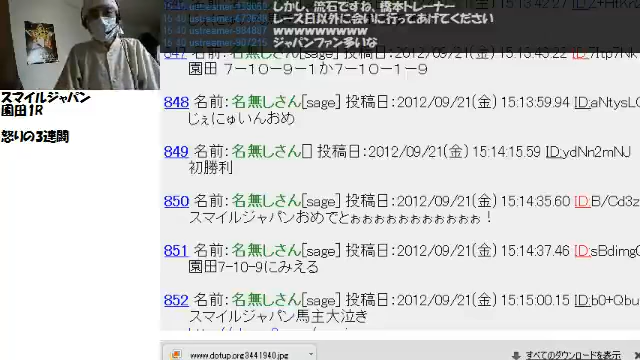 しかし、流石ですね、橋本トレーナー
レース日以外に会いに行ってあげてください
wwwwwwwwww
ジャパンファン多いな
スマイルジャパン
園田1R
怒りの3連闘
園田 7-10-9-1か7-10-1-9
848 名前：名無しさん[sage] 投稿日：2012/09/21(金) 15:13:59.94 ID:aNtysLC
じぇにゅいんおめ
849 名前：名無しさん[] 投稿日：2012/09/21(金) 15:14:15.59 ID:ydNn2mNJ
初勝利
850 名前：名無しさん[sage] 投稿日：2012/09/21(金) 15:14:35.60 ID:B/Cd3z
スマイルジャパンおめでとぉぉぉぉぉぉぉぉぉぉぉ！
851 名前：名無しさん[sage] 投稿日：2012/09/21(金) 15:14:37.46 ID:sBdimg
園田7-10-9にみえる
852 名前：名無しさん[sage] 投稿日：2012/09/21(金) 15:15:00.15 ID:b0+Qbu
スマイルジャパン馬主大泣き
www.dotup.org3441940.jpg
すべてのダウンロードを表示